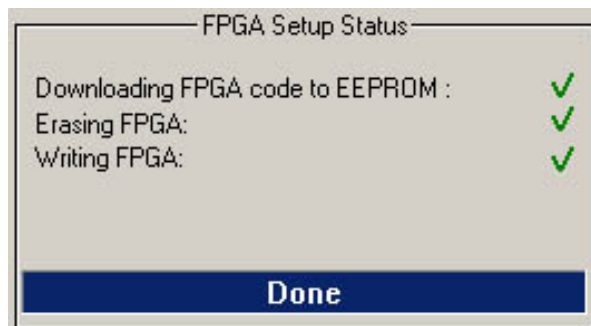 FPGA Setup Status
Downloading FPGA code to EEPROM :
Erasing FPGA:
Writing FPGA:
Done